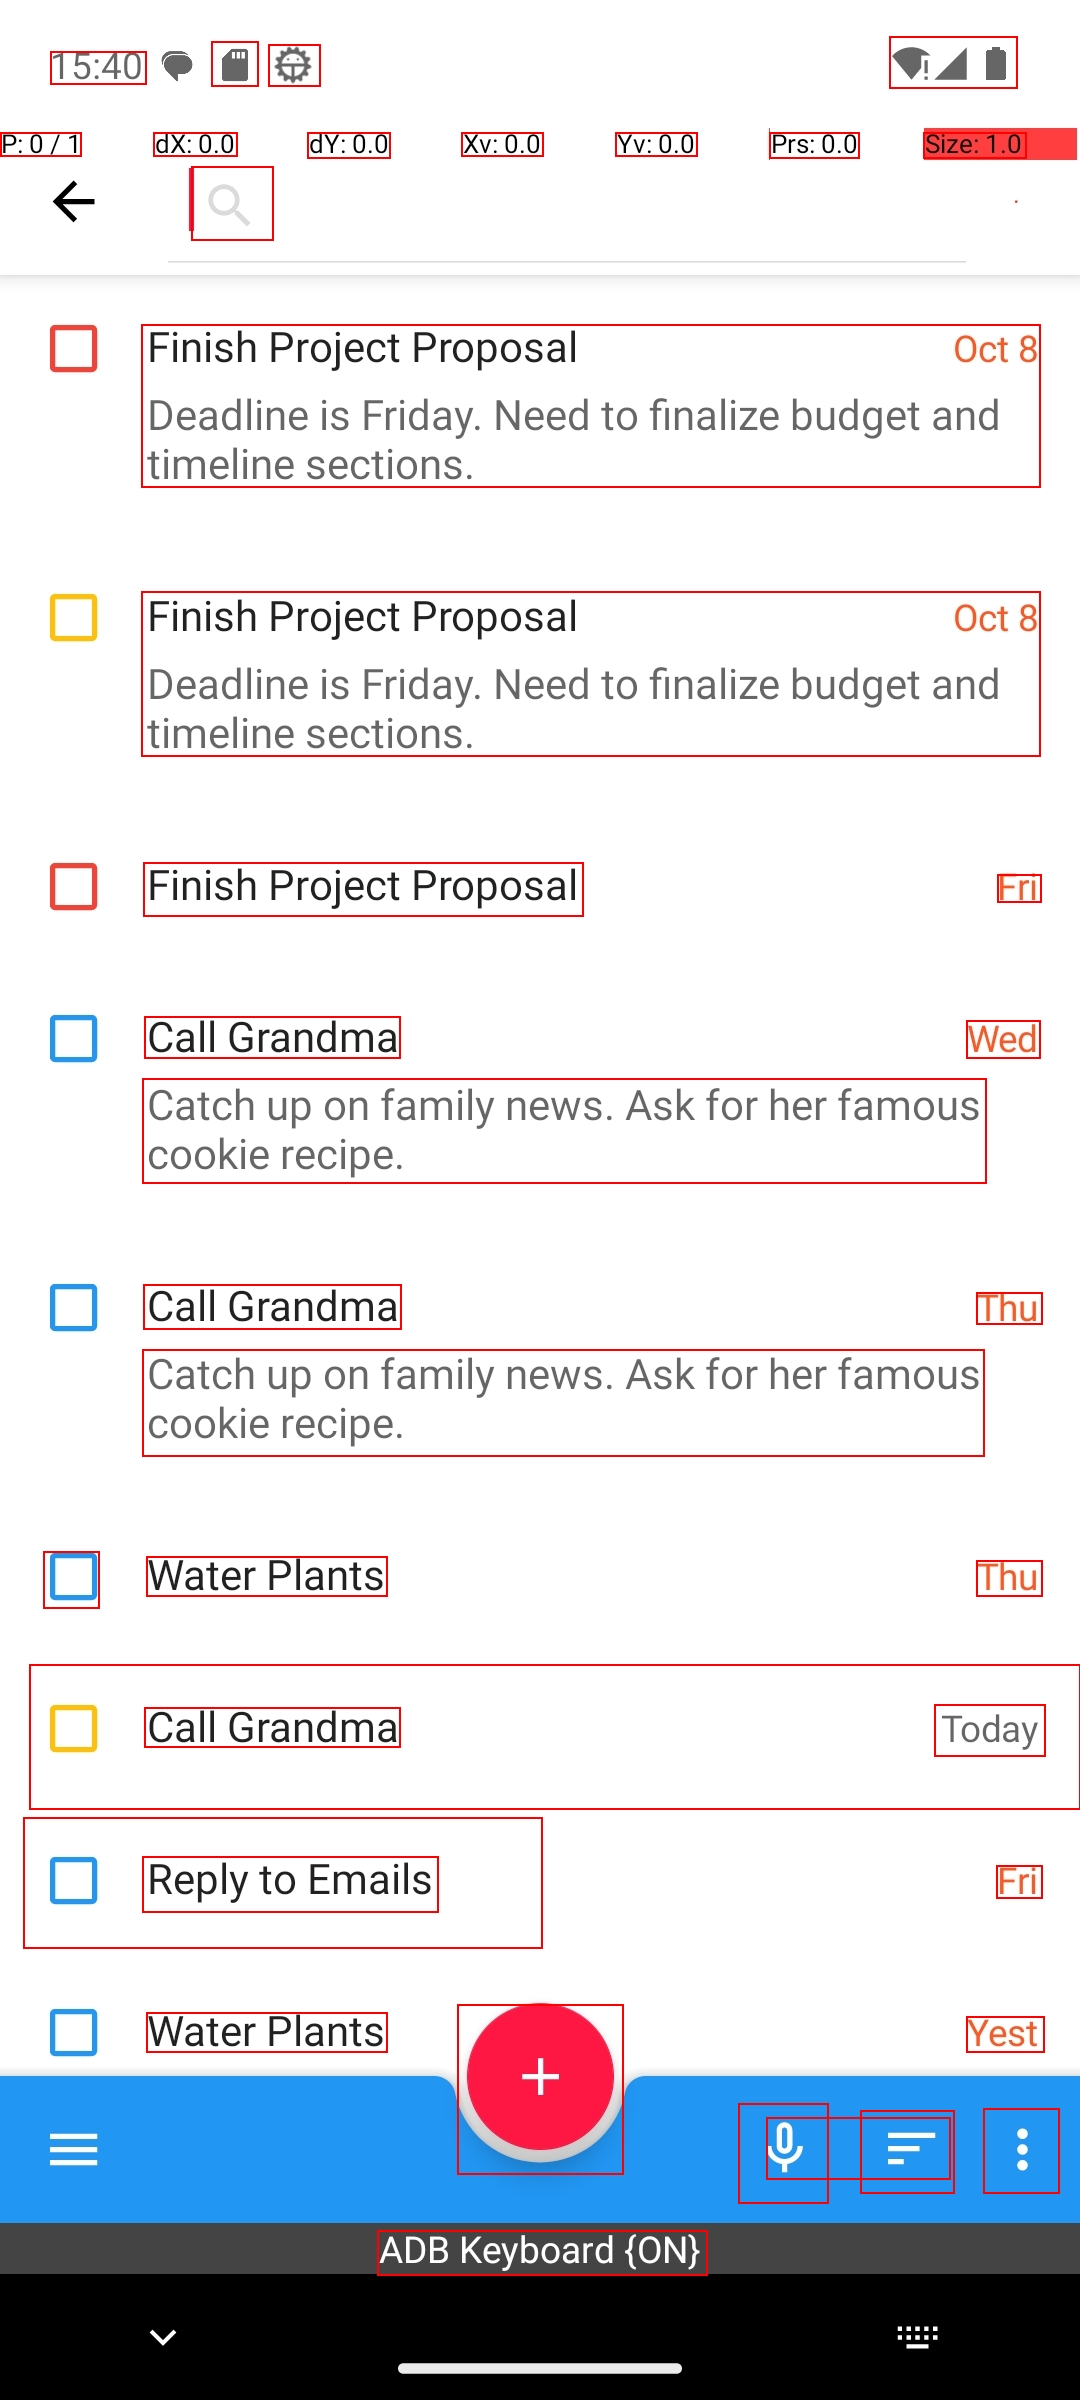 15:40
P: 0 / 1 dX: 0.0 dY: 0.0 Xv: 0.0 Yv: 0.0 Prs: 0.0 Size: 1.0
Finish Project Proposal Oct 8
Deadline is Friday. Need to finalize budget and
timeline sections.
Finish Project Proposal Oct 8
Deadline is Friday. Need to finalize budget and
timeline sections.
Finish Project Proposal Fri
Call Grandma Wed
Catch up on family news. Ask for her famous
cookie recipe.
Call Grandma Thu
Catch up on family news. Ask for her famous
cookie recipe.
Water Plants Thu
Call Grandma Today
Reply to Emails Fri
Water Plants Yest
ADB Keyboard {ON}